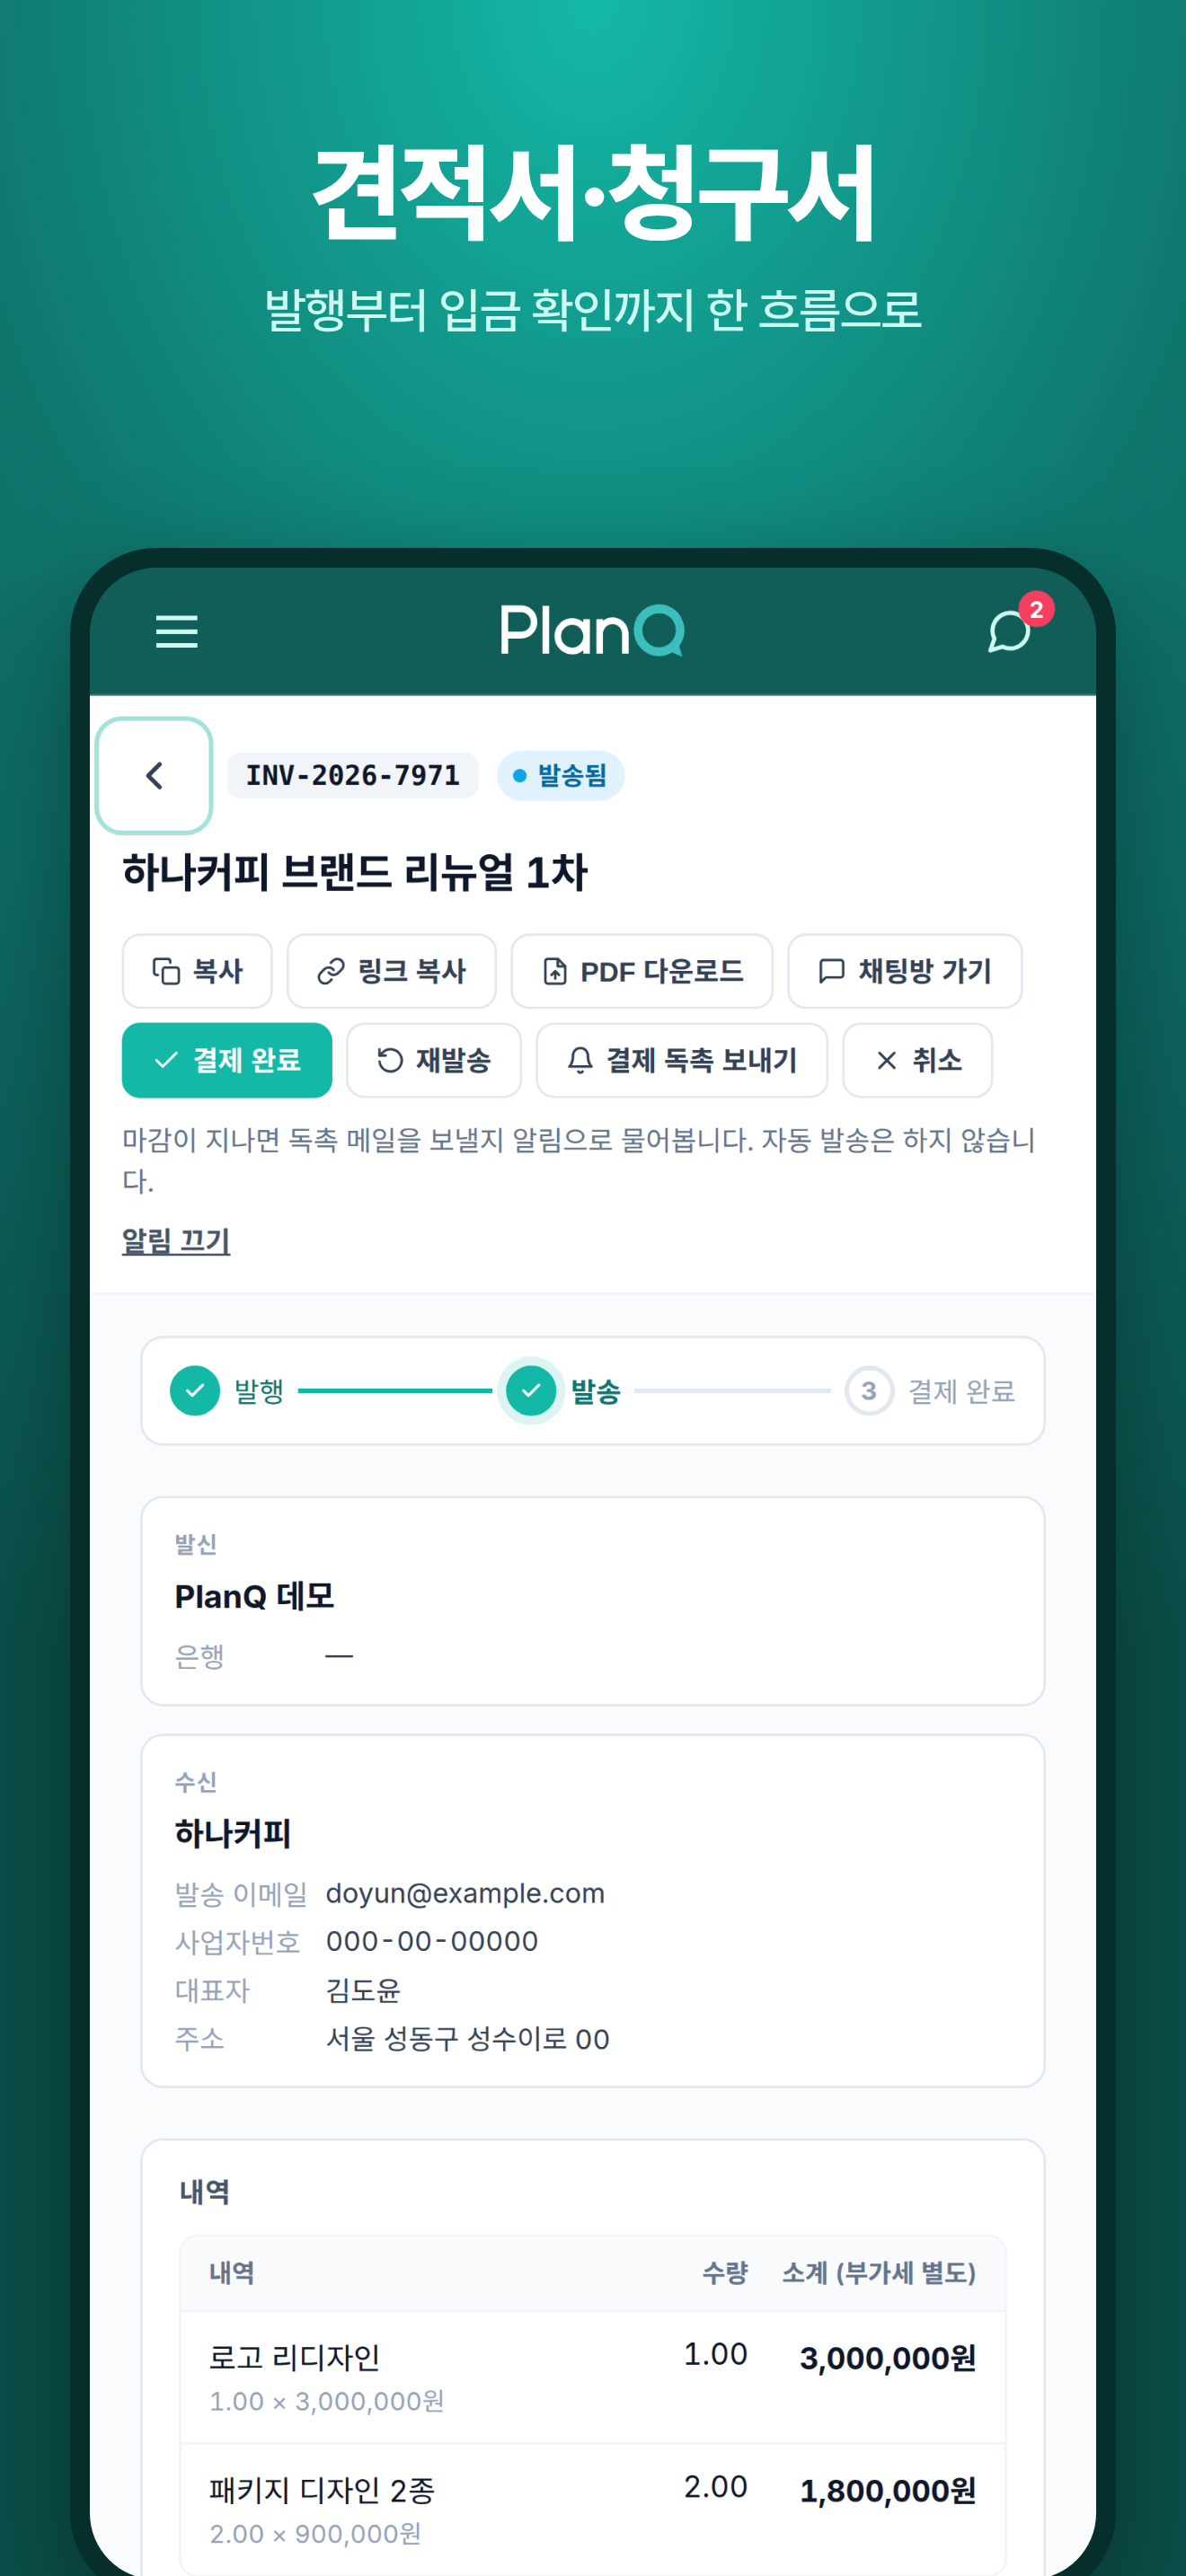 견적서·청구서
발행부터 입금 확인까지 한 흐름으로
PlanQ
2
INV-2026-7971 발송됨
하나커피 브랜드 리뉴얼 1차
복사 링크 복사 PDF 다운로드 채팅방 가기
결제 완료 재발송 결제 독촉 보내기 취소
마감이 지나면 독촉 메일을 보낼지 알림으로 물어봅니다. 자동 발송은 하지 않습니
다.
알림 끄기
발행 발송 3 결제 완료
발신
PlanQ 데모
은행 —
수신
하나커피
발송 이메일 doyun@example.com
사업자번호 000-00-00000
대표자 김도윤
주소 서울 성동구 성수이로 00
내역
내역 수량 소계 (부가세 별도)
로고 리디자인 1.00 3,000,000원
1.00 × 3,000,000원
패키지 디자인 2종 2.00 1,800,000원
2.00 × 900,000원